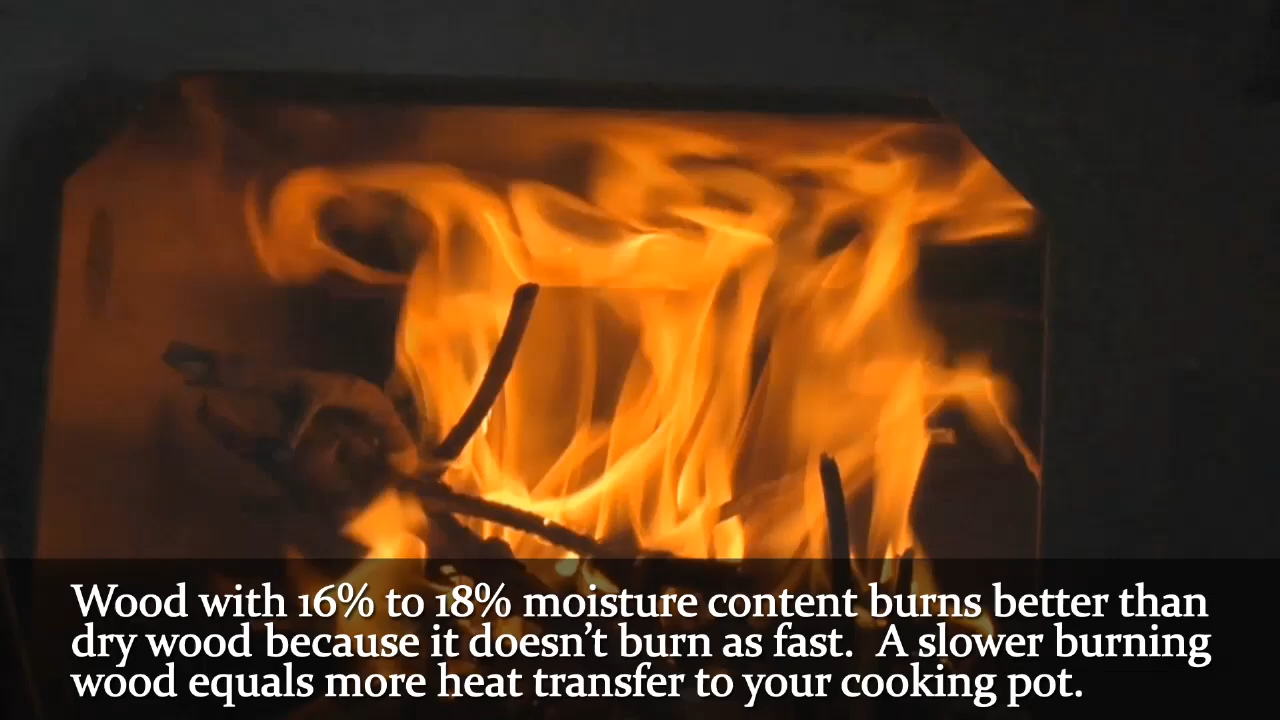 Wood with 16% to 18% moisture content burns better than
dry wood because it doesn’t burn as fast.  A slower burning
wood equals more heat transfer to your cooking pot.